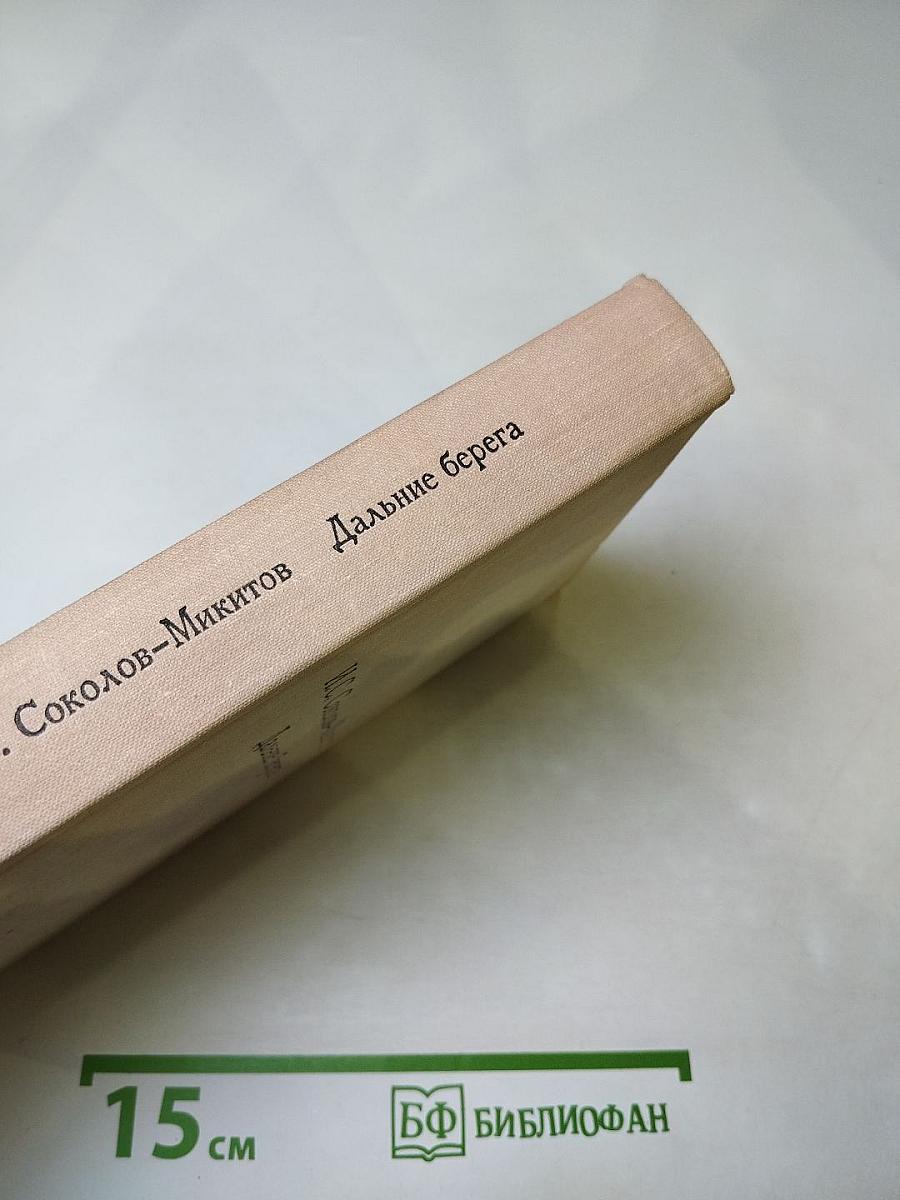 . Соколов–Микитов Дальние берега
15 см
БФ БИБЛИОФАН